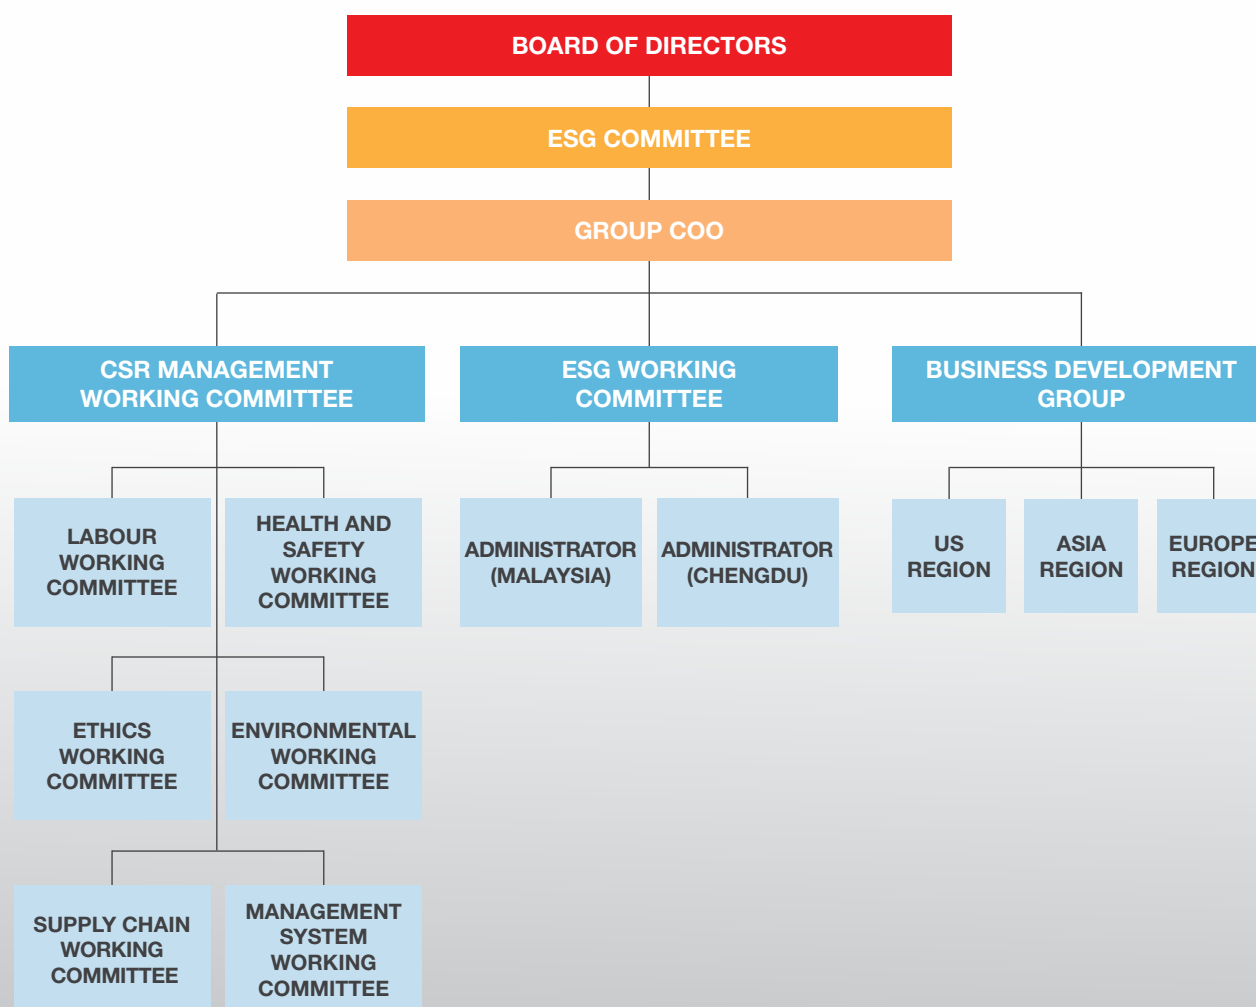 BOARD OF DIRECTORS
ESG COMMITTEE
GROUP COO
CSR MANAGEMENT
WORKING COMMITTEE
ESG WORKING
COMMITTEE
BUSINESS DEVELOPMENT
GROUP
LABOUR
WORKING
COMMITTEE
HEALTH AND
SAFETY
WORKING
COMMITTEE
ADMINISTRATOR
(MALAYSIA)
ADMINISTRATOR
(CHENGDU)
US
REGION
ASIA
REGION
EUROPE
REGION
ETHICS
WORKING
COMMITTEE
ENVIRONMENTAL
WORKING
COMMITTEE
SUPPLY CHAIN
WORKING
COMMITTEE
MANAGEMENT
SYSTEM
WORKING
COMMITTEE